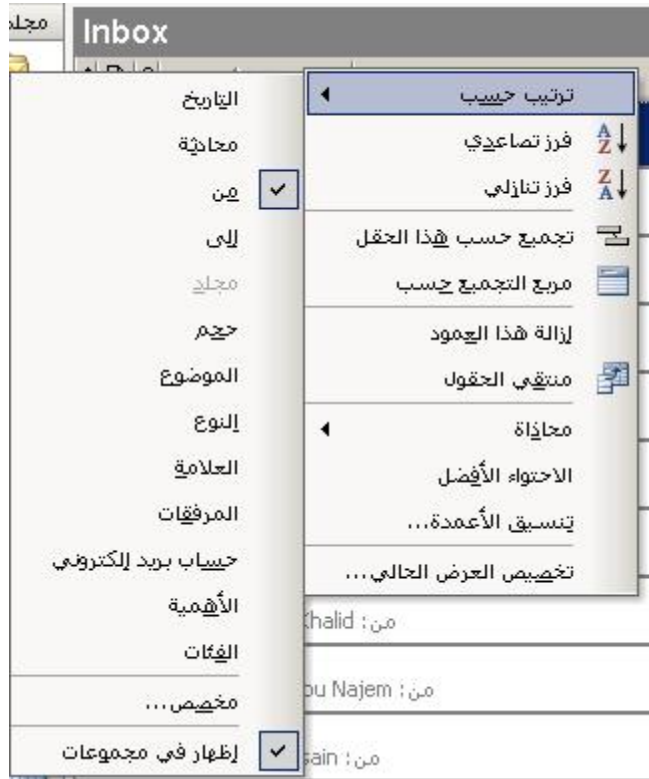 مجلد
Inbox
ترتيب حسب
فرز تصاعدي
فرز تنازلي
تجميع حسب هذا الحقل
مربع التجميع حسب
إزالة هذا العمود
منتقي الحقول
محاذاة
الاحتواء الأفضل
تنسيق الأعمدة...
تخصيص العرض الحالي...
التاريخ
محادثة
من
إلى
مجلد
حجم
الموضوع
النوع
العلامة
المرفقات
حساب بريد إلكتروني
الأهمية
الفئات
مخصص...
إظهار في مجموعات
من: Khalid
من: ou Najem
من: sain